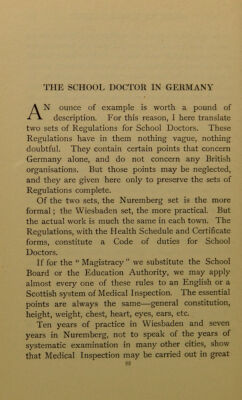 THE SCHOOL DOCTOR IN GERMANY
AN ounce of example is worth a pound of
description. For this reason, I here translate
two sets of Regulations for School Doctors. These
Regulations have in them nothing vague, nothing
doubtful. They contain certain points that concern
Germany alone, and do not concern any British
organisations. But those points may be neglected,
and they are given here only to preserve the sets of
Regulations complete.
Of the two sets, the Nuremberg set is the more
formal; the Wiesbaden set, the more practical. But
the actual work is much the same in each town. The
Regulations, with the Health Schedule and Certificate
forms, constitute a Code of duties for School
Doctors.
If for the “Magistracy” we substitute the School
Board or the Education Authority, we may apply
almost every one of these rules to an English or a
Scottish system of Medical Inspection. The essential
points are always the same—general constitution,
height, weight, chest, heart, eyes, ears, etc.
Ten years of practice in Wiesbaden and seven
years in Nuremberg, not to speak of the years of
systematic examination in many other cities, show
that Medical Inspection may be carried out in great